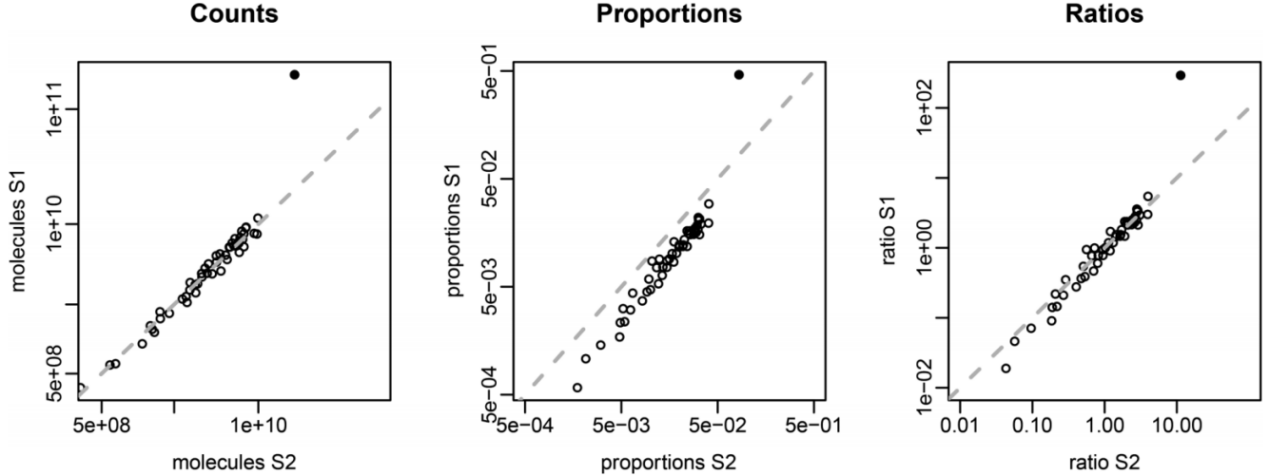 Counts
molecules S1
1e+11
1e+10
5e+08
5e+08
1e+10
molecules S2
Proportions
proportions S1
5e−01
5e−02
5e−03
5e−04
5e−04
5e−03
5e−02
5e−01
proportions S2
Ratios
ratio S1
1e+02
1e+00
1e−02
0.01
0.10
1.00
10.00
ratio S2